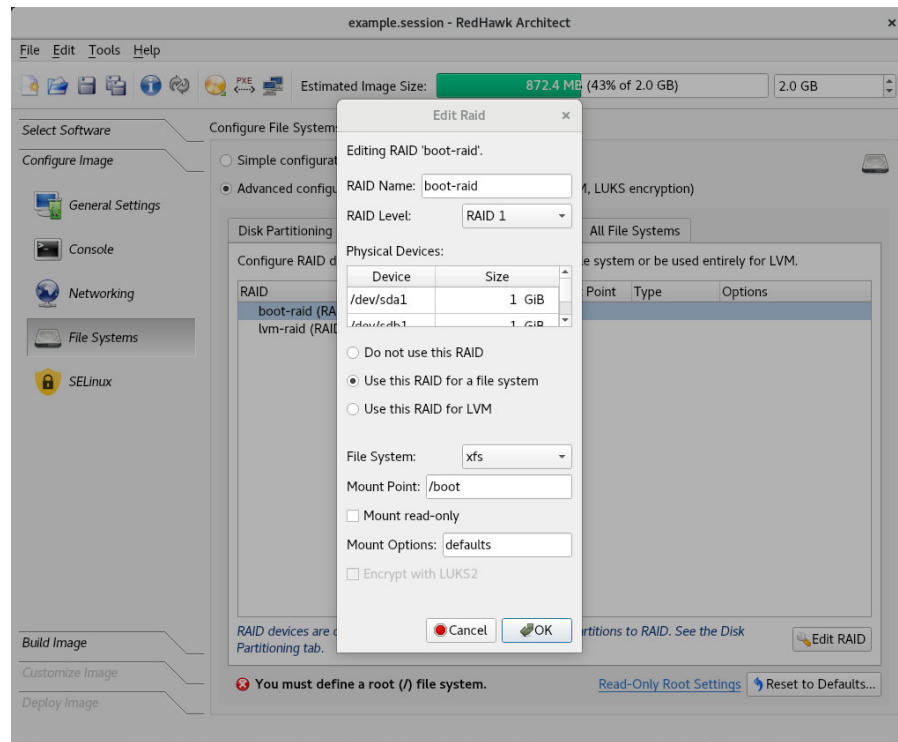 example.session - RedHawk Architect
File Edit Tools Help
PXE
Estimated Image Size: 872.4 MB (43% of 2.0 GB) 2.0 GB
Select Software
Configure Image
General Settings
Console
Networking
File Systems
SELinux
Build Image
Customize Image
Deploy Image
Configure File System
Simple configurat
Advanced configu , LUKS encryption)
Disk Partitioning All File Systems
Configure RAID d e system or be used entirely for LVM.
RAID Point Type Options
boot-raid (RA
lvm-raid (RAID
RAID devices are rtitions to RAID. See the Disk
Partitioning tab.
Edit RAID
You must define a root (/) file system. Read-Only Root Settings Reset to Defaults...
Edit Raid
Editing RAID 'boot-raid'.
RAID Name: boot-raid
RAID Level: RAID 1
Physical Devices:
Device Size
/dev/sda1 1 GiB
/dev/sdb1 1 GiB
Do not use this RAID
Use this RAID for a file system
Use this RAID for LVM
File System: xfs
Mount Point: /boot
Mount read-only
Mount Options: defaults
Encrypt with LUKS2
Cancel OK